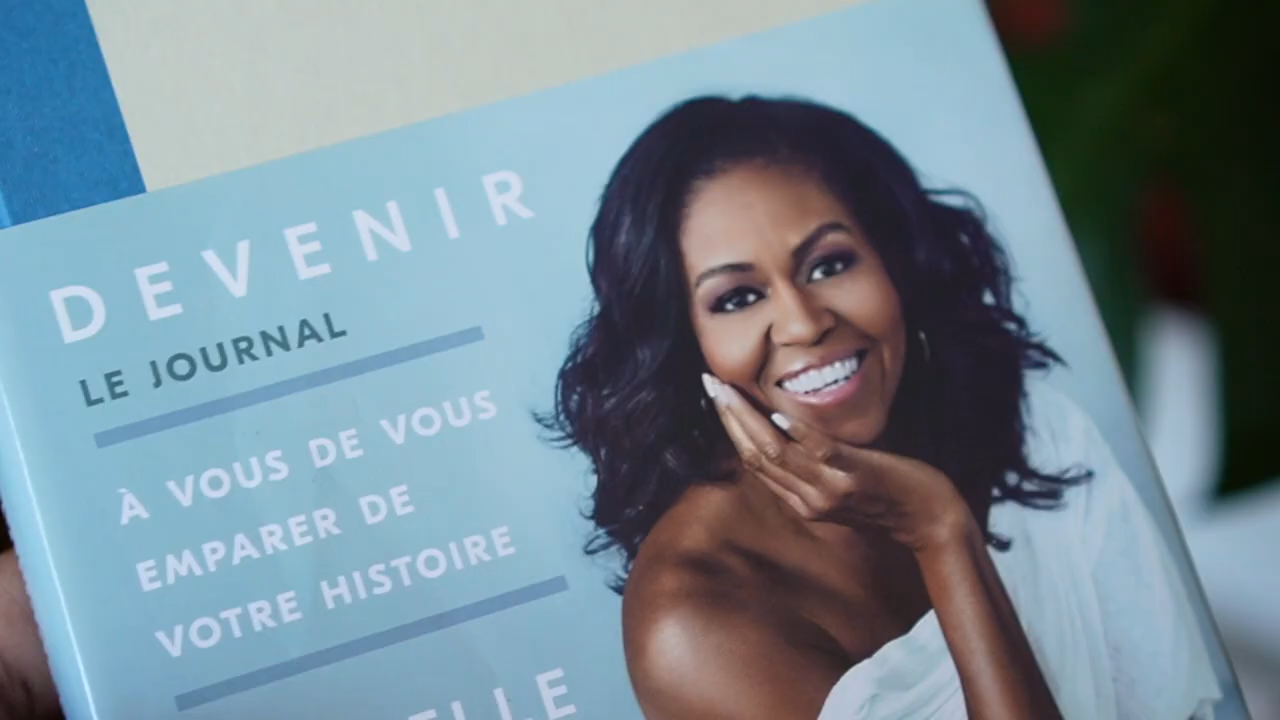 DEVENIR
LE JOURNAL
À VOUS DE VOUS
EMPARER DE
VOTRE HISTOIRE